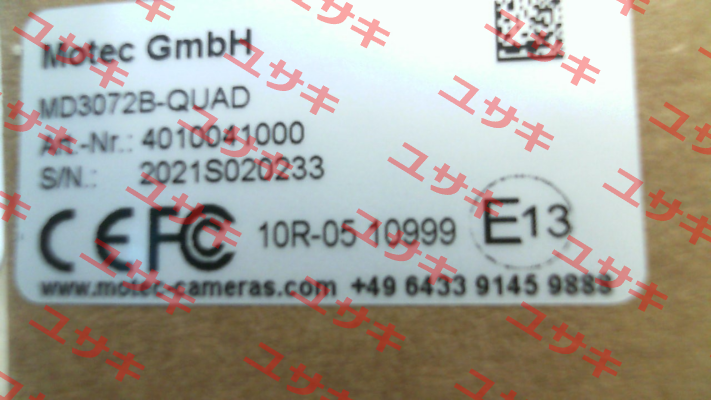 Motec GmbH
MD3072B-QUAD
Art.-Nr.: 4010041000
S/N.: 2021S020233
CE FC 10R-05 10999 E13
www.motec-cameras.com +49 6433 9145 9888
ユサキ